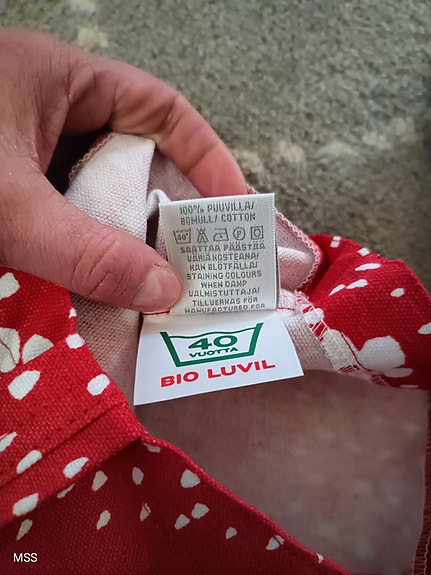 100% PUUVILLA/
BOMULL/ COTTON
40°
SAATTAA PÄÄSTÄÄ
VÄRIÄ KOSTEANA/
KAN BLÖTFÄLLA/
STAINING COLOURS
WHEN DAMP
VALMISTUTTAJA/
TILLVERKAS FÖR
MANUFACTURED FOR
40
VUOTTA
BIO LUVIL
MSS